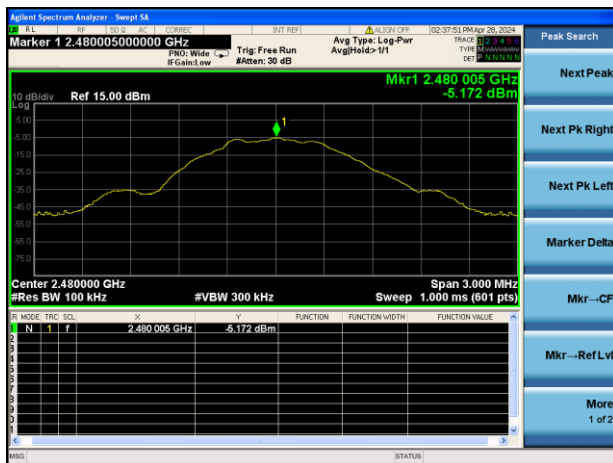 Agilent Spectrum Analyzer - Swept SA
RL RF 50 Ω AC CORREC INT REF ALIGN OFF 02:37:51 PM Apr 28, 2024
Marker 1 2.480005000000 GHz
PNO: Wide
IFGain:Low
Trig: Free Run
#Atten: 30 dB
Avg Type: Log-Pwr
Avg|Hold:>1/1
TRACE 1 2 3 4 5 6
TYPE M
DET P N N N N N
Peak Search
Mkr1 2.480 005 GHz
-5.172 dBm
10 dB/div Ref 15.00 dBm
Log
5.00
-5.00
-15.0
-25.0
-35.0
-45.0
-55.0
-65.0
-75.0
1
Center 2.480000 GHz
Span 3.000 MHz
#Res BW 100 kHz
#VBW 300 kHz
Sweep 1.000 ms (601 pts)
MODE TRC SCL X Y FUNCTION FUNCTION WIDTH FUNCTION VALUE
1 N 1 f 2.480 005 GHz -5.172 dBm
2
3
4
5
6
7
8
9
Next Peak
Next Pk Right
Next Pk Left
Marker Delta
Mkr→CF
Mkr→Ref Lvl
More
1 of 2
MSG
STATUS